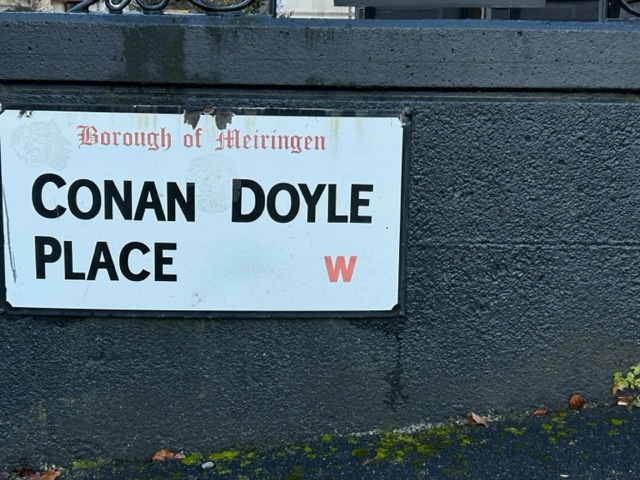 Borough of Meiringen
CONAN DOYLE
PLACE W